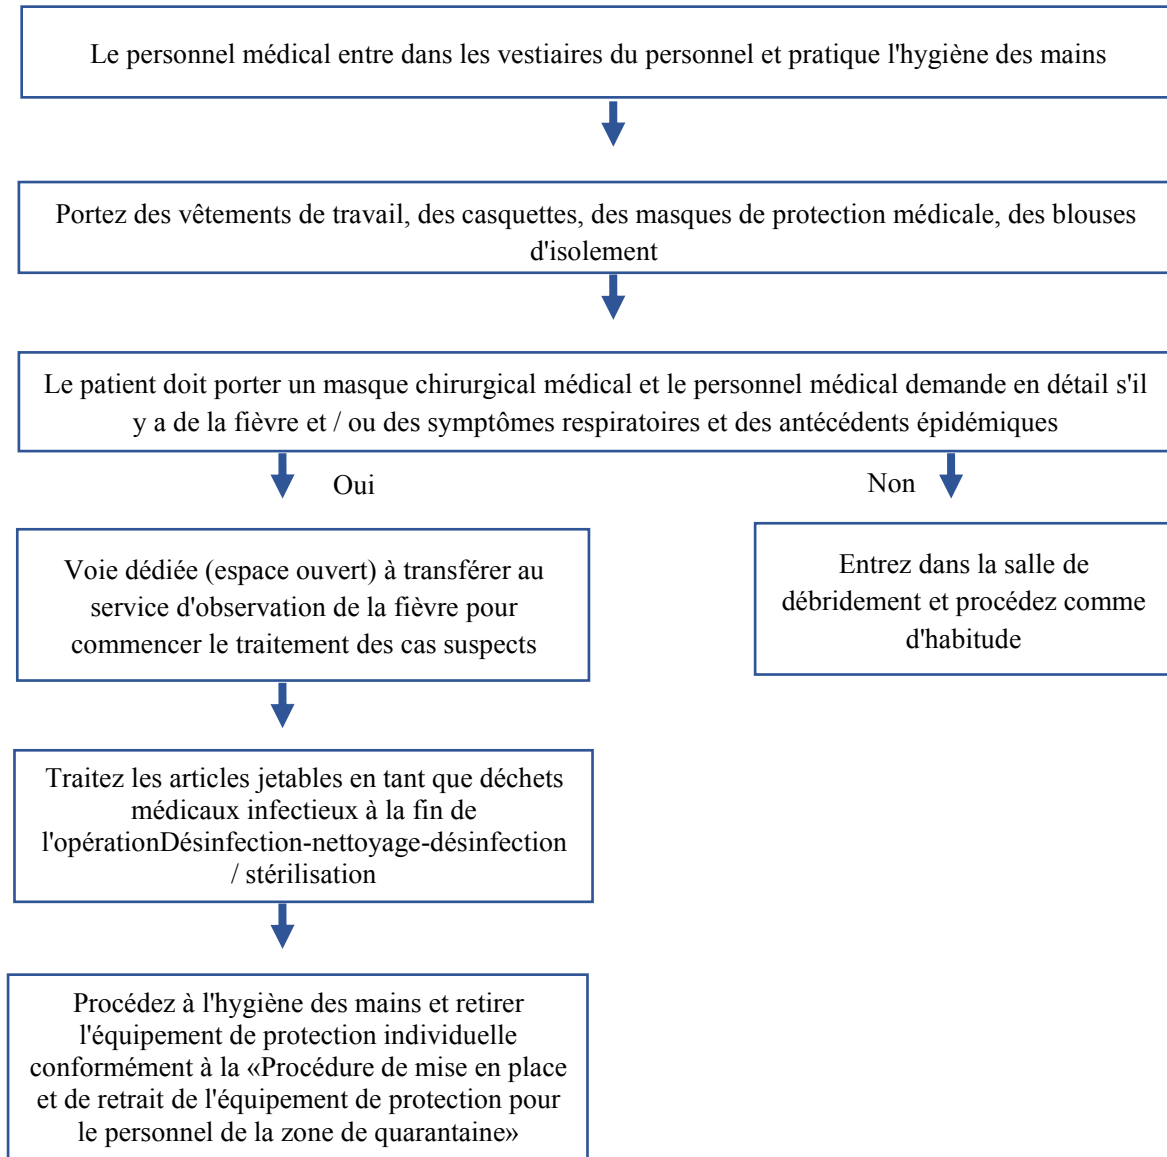 Le personnel médical entre dans les vestiaires du personnel et pratique l'hygiène des mains
Portez des vêtements de travail, des casquettes, des masques de protection médicale, des blouses
d'isolement
Le patient doit porter un masque chirurgical médical et le personnel médical demande en détail s'il
y a de la fièvre et / ou des symptômes respiratoires et des antécédents épidémiques
Oui
Non
Voie dédiée (espace ouvert) à transférer au
service d'observation de la fièvre pour
commencer le traitement des cas suspects
Entrez dans la salle de
débridement et procédez comme
d'habitude
Traitez les articles jetables en tant que déchets
médicaux infectieux à la fin de
l'opérationDésinfection-nettoyage-désinfection
/ stérilisation
Procédez à l'hygiène des mains et retirer
l'équipement de protection individuelle
conformément à la «Procédure de mise en place
et de retrait de l'équipement de protection pour
le personnel de la zone de quarantaine»